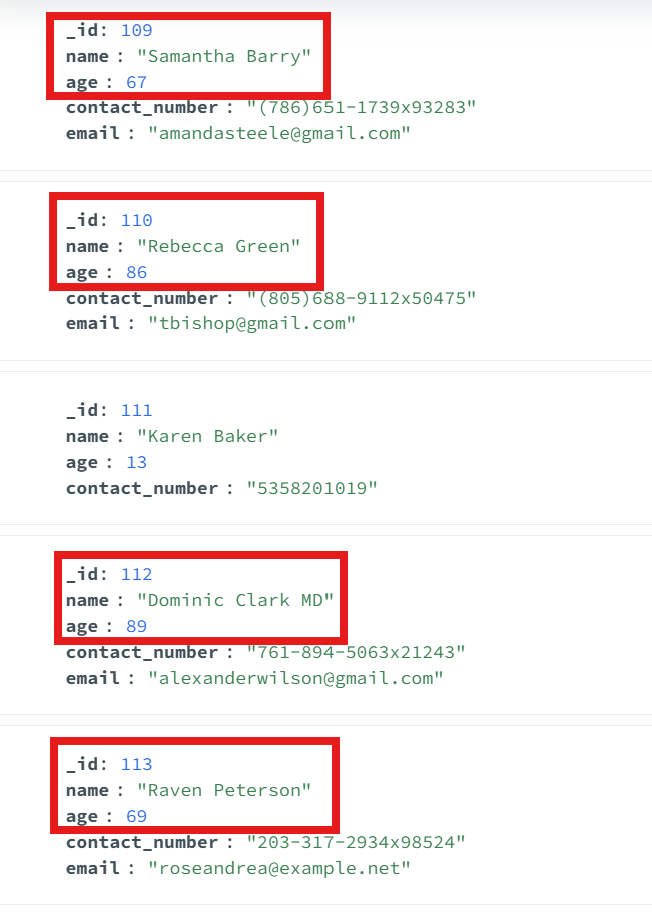 _id: 109
name : "Samantha Barry"
age : 67
contact_number : "(786)651-1739x93283"
email : "amandasteele@gmail.com"
_id: 110
name : "Rebecca Green"
age : 86
contact_number : "(805)688-9112x50475"
email : "tbishop@gmail.com"
_id: 111
name : "Karen Baker"
age : 13
contact_number : "5358201019"
_id: 112
name : "Dominic Clark MD"
age : 89
contact_number : "761-894-5063x21243"
email : "alexanderwilson@gmail.com"
_id: 113
name : "Raven Peterson"
age : 69
contact_number : "203-317-2934x98524"
email : "roseandrea@example.net"